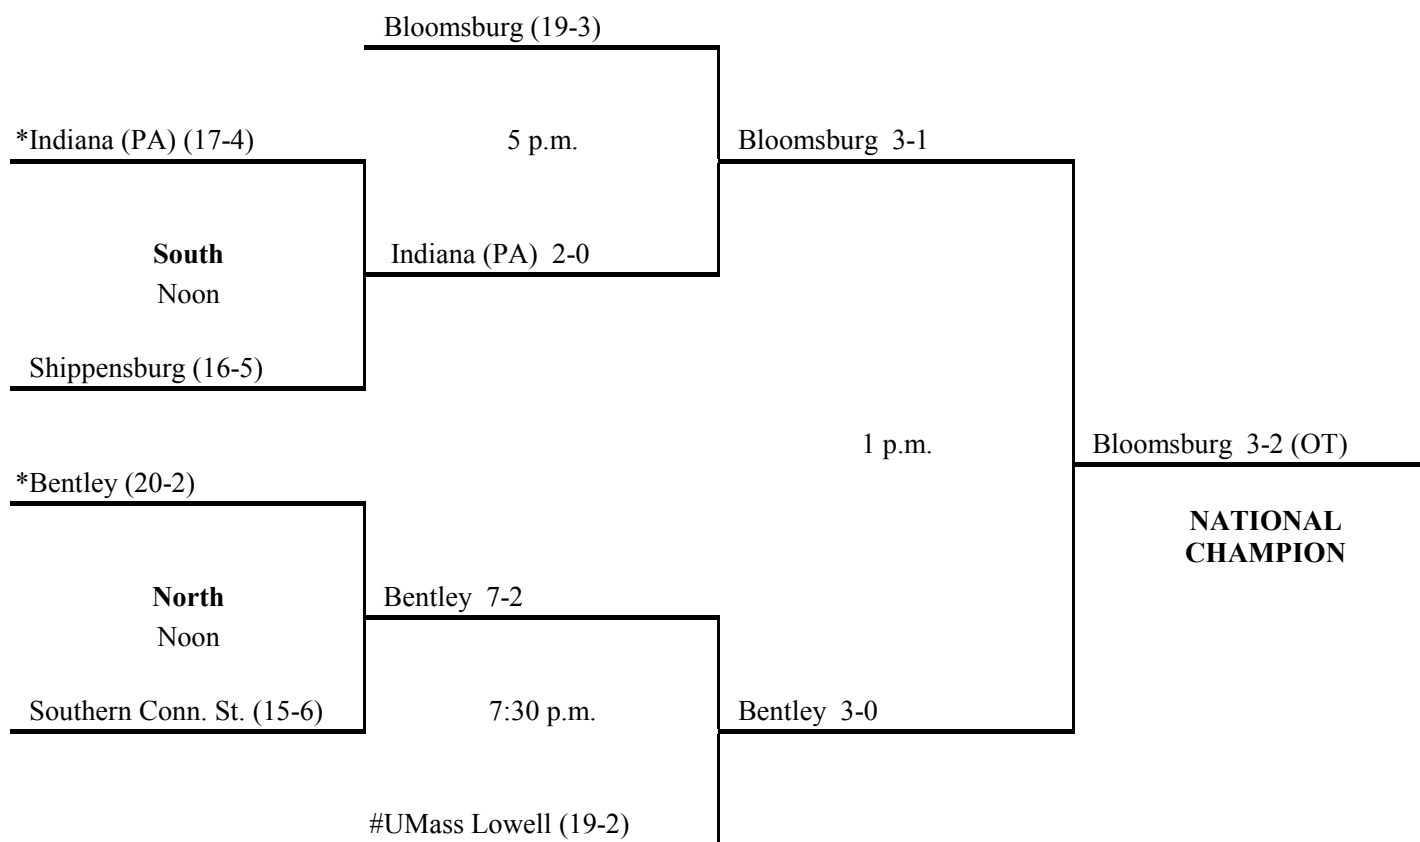 Bloomsburg (19-3)
*Indiana (PA) (17-4)
5 p.m.
Bloomsburg 3-1
South
Indiana (PA) 2-0
Noon
Shippensburg (16-5)
1 p.m.
Bloomsburg 3-2 (OT)
*Bentley (20-2)
NATIONAL
CHAMPION
North
Bentley 7-2
Noon
Southern Conn. St. (15-6)
7:30 p.m.
Bentley 3-0
#UMass Lowell (19-2)